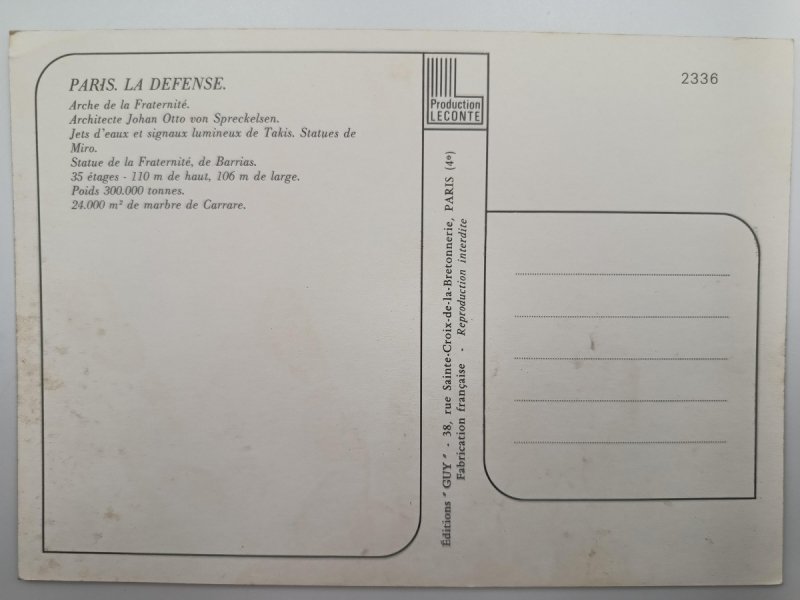 PARIS. LA DEFENSE.
Arche de la Fraternité.
Architecte Johan Otto von Spreckelsen.
Jets d'eaux et signaux lumineux de Takis. Statues de
Miro.
Statue de la Fraternité, de Barrias.
35 étages - 110 m de haut, 106 m de large.
Poids 300.000 tonnes.
24.000 m² de marbre de Carrare.
Production
LECONTE
2336
Éditions "GUY" - 38, rue Sainte-Croix-de-la-Bretonnerie, PARIS (4e)
Fabrication française - Reproduction interdite